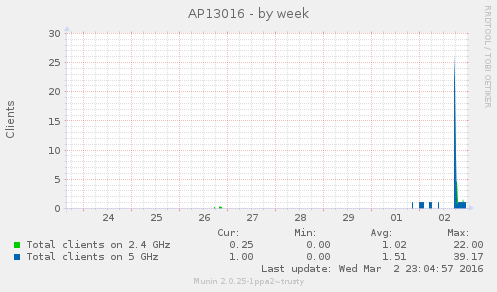 AP13016 - by week
RRDTOOL / TOBI OETIKER
Clients
30
25
20
15
10
5
0
24 25 26 27 28 29 01 02
Cur: Min: Avg: Max:
Total clients on 2.4 GHz 0.25 0.00 1.02 22.00
Total clients on 5 GHz 1.00 0.00 1.51 39.17
Last update: Wed Mar 2 23:04:57 2016
Munin 2.0.25-1ppa2~trusty